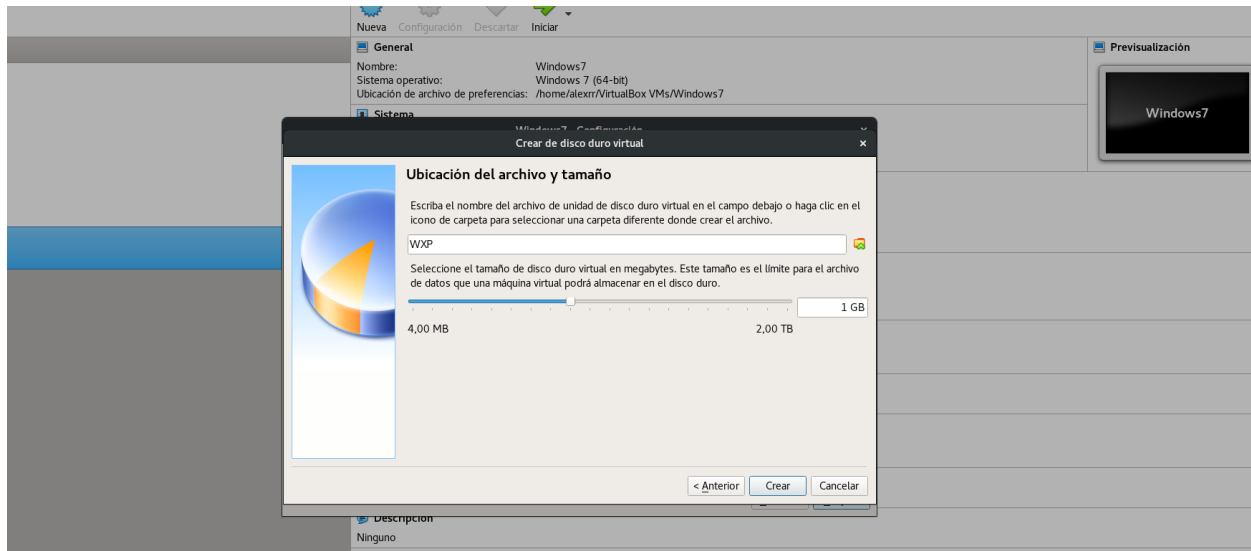 Nueva Configuración Descartar Iniciar
General
Nombre: Windows7
Sistema operativo: Windows 7 (64-bit)
Ubicación de archivo de preferencias: /home/alexrr/VirtualBox VMs/Windows7
Sistema
Previsualización
Windows7
Windows7 - Configuración
Crear de disco duro virtual
Ubicación del archivo y tamaño
Escriba el nombre del archivo de unidad de disco duro virtual en el campo debajo o haga clic en el
icono de carpeta para seleccionar una carpeta diferente donde crear el archivo.
WXP
Seleccione el tamaño de disco duro virtual en megabytes. Este tamaño es el límite para el archivo
de datos que una máquina virtual podrá almacenar en el disco duro.
1 GB
4,00 MB 2,00 TB
< Anterior Crear Cancelar
Descripción
Ninguno